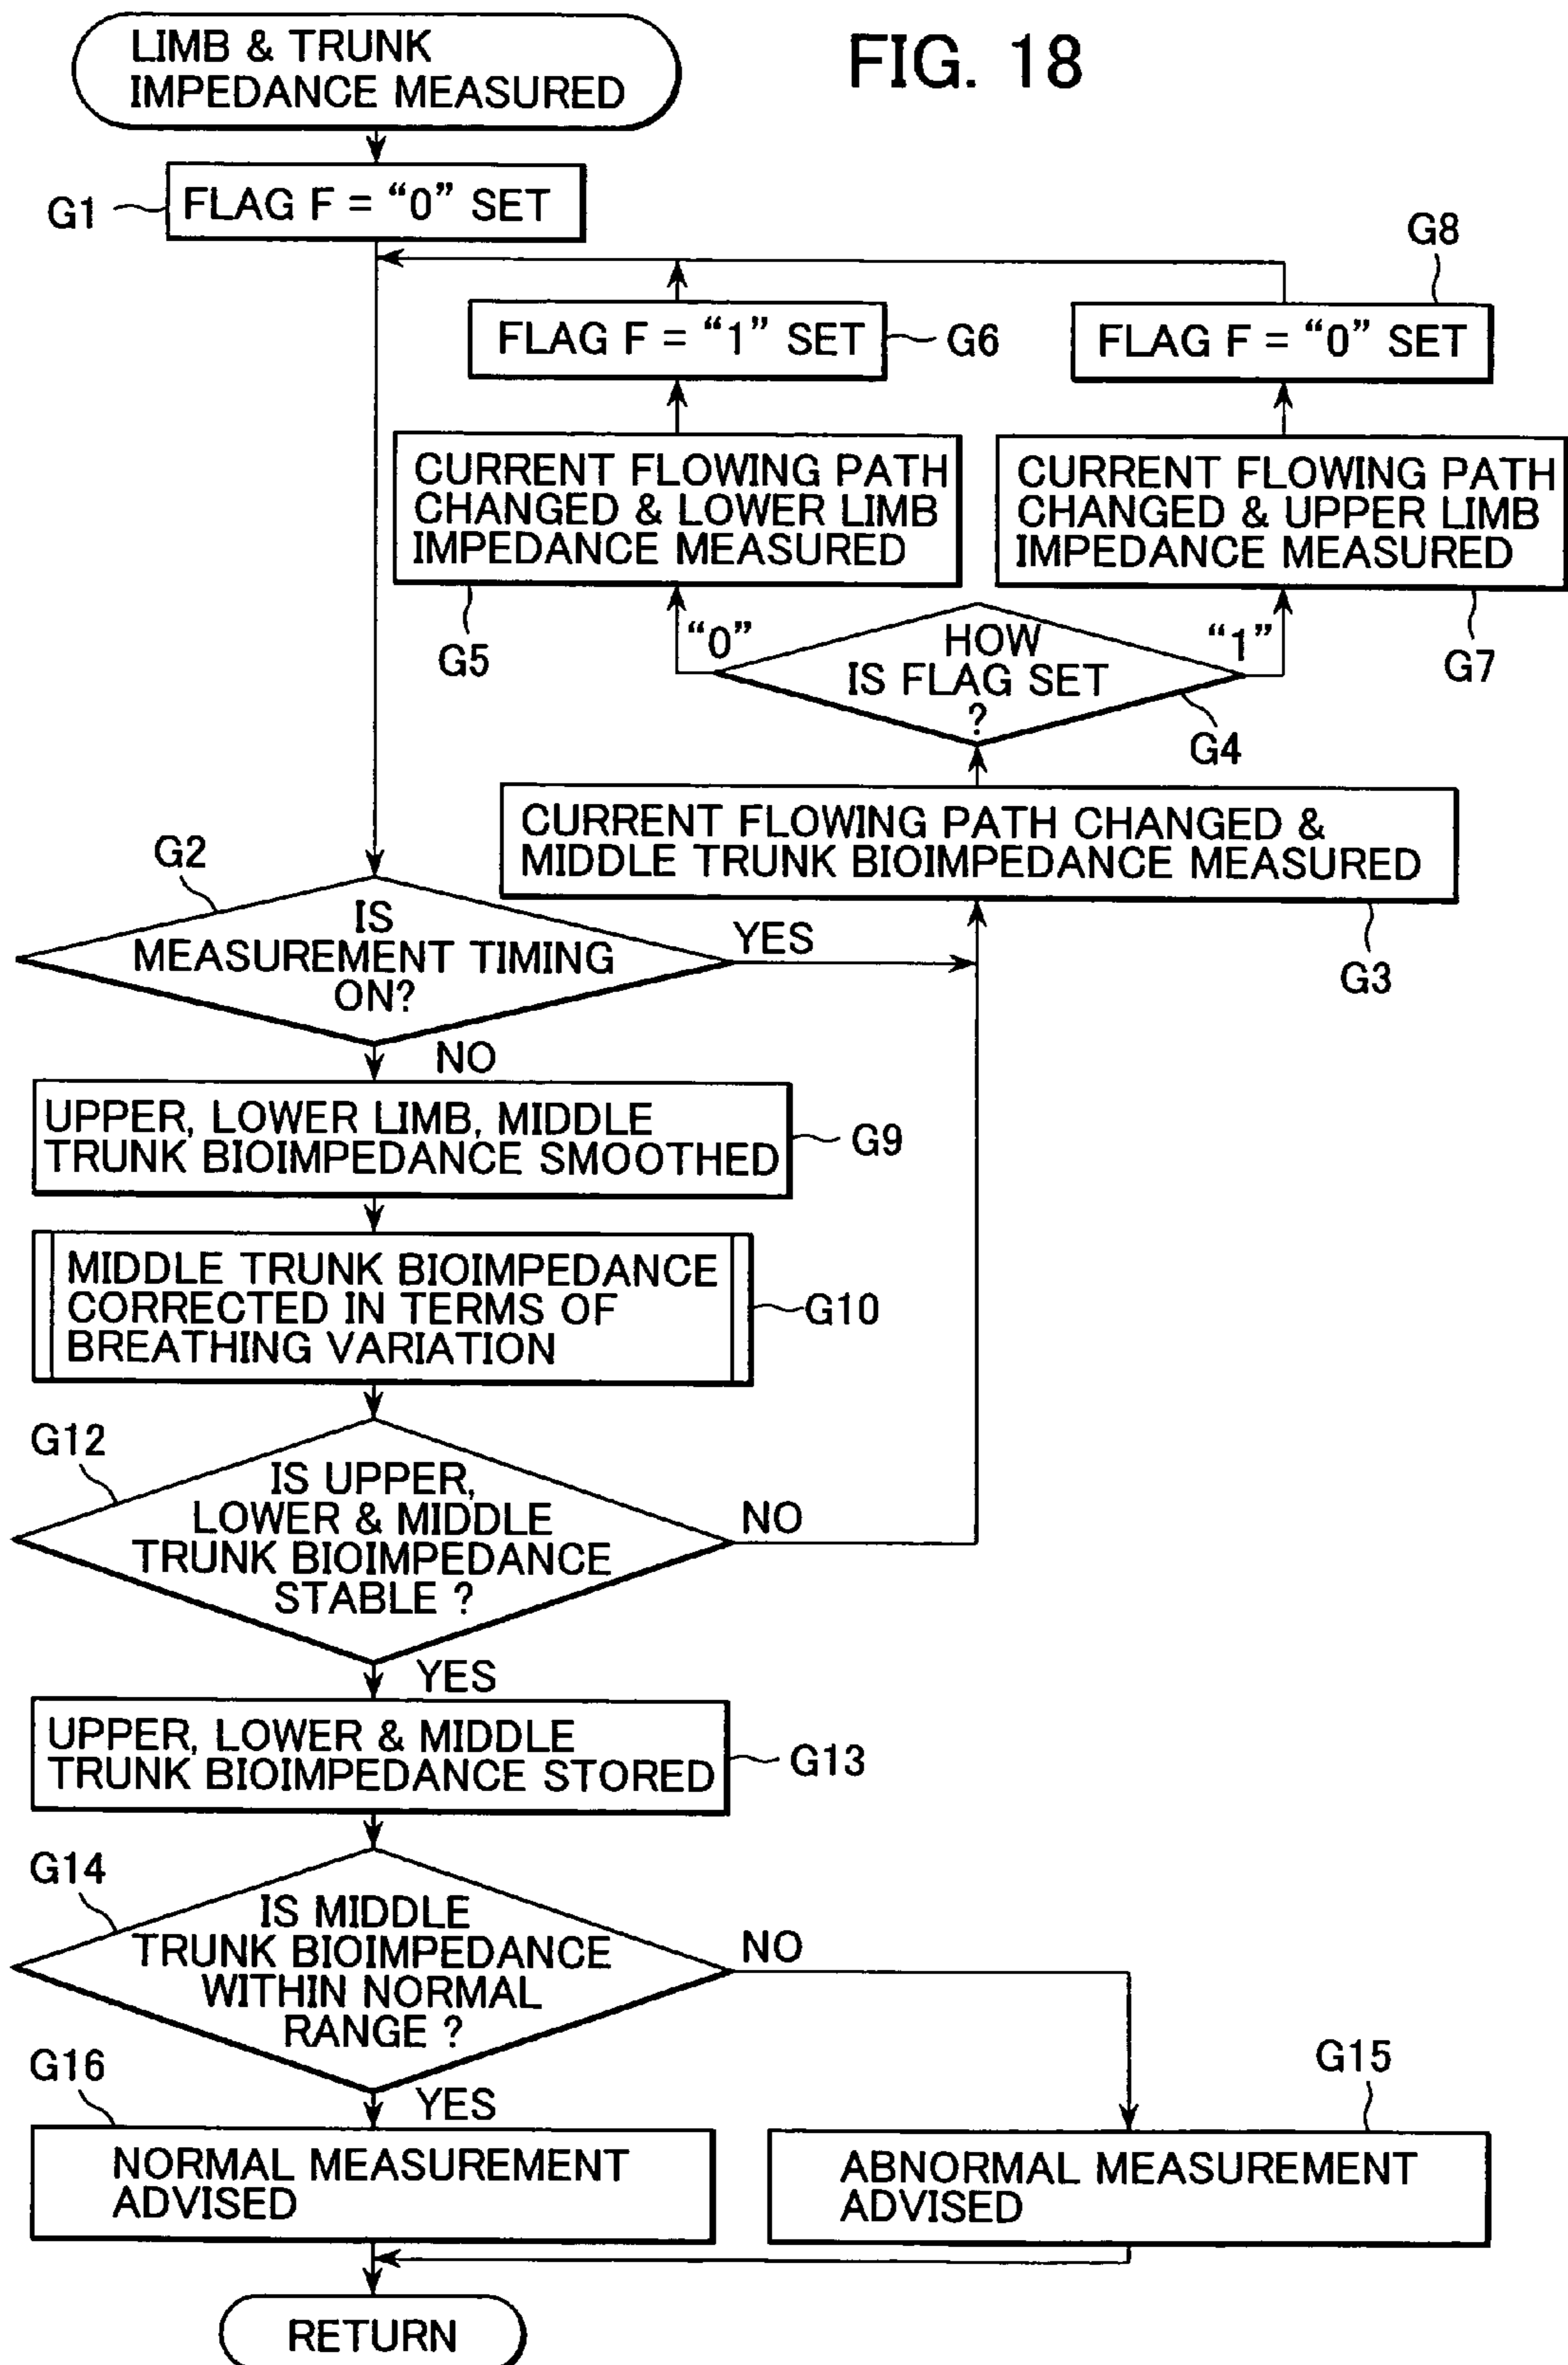 FIG. 18
LIMB & TRUNK
IMPEDANCE MEASURED
G1
FLAG F = “0” SET
G8
FLAG F = “1” SET
G6
FLAG F = “0” SET
CURRENT FLOWING PATH
CHANGED & LOWER LIMB
IMPEDANCE MEASURED
CURRENT FLOWING PATH
CHANGED & UPPER LIMB
IMPEDANCE MEASURED
G5
“0”
HOW
IS FLAG SET
?
“1”
G7
G4
CURRENT FLOWING PATH CHANGED &
MIDDLE TRUNK BIOIMPEDANCE MEASURED
G3
G2
IS
MEASUREMENT TIMING
ON?
YES
NO
UPPER, LOWER LIMB, MIDDLE
TRUNK BIOIMPEDANCE SMOOTHED
G9
MIDDLE TRUNK BIOIMPEDANCE
CORRECTED IN TERMS OF
BREATHING VARIATION
G10
G12
IS UPPER,
LOWER & MIDDLE
TRUNK BIOIMPEDANCE
STABLE ?
NO
YES
UPPER, LOWER & MIDDLE
TRUNK BIOIMPEDANCE STORED
G13
G14
IS MIDDLE
TRUNK BIOIMPEDANCE
WITHIN NORMAL
RANGE ?
NO
YES
G16
NORMAL MEASUREMENT
ADVISED
G15
ABNORMAL MEASUREMENT
ADVISED
RETURN